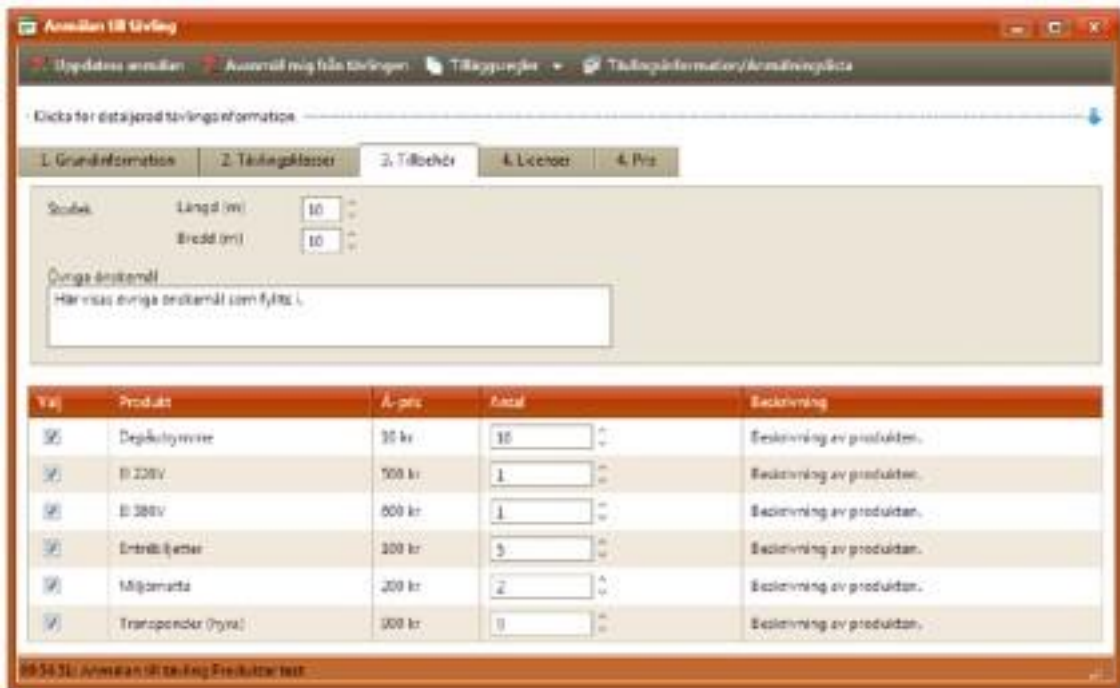 Anmälan till tävling
Uppdatera anmälan Avanmäl mig från tävlingen Tilläggsregler Tävlingsinformation/Anmälningslista
Klicka för detaljerad tävlingsinformation
1. Grundinformation 2. Tävlingsklasser 3. Tillbehör 4. Licenser 4. Pris
Storlek Längd (m) 10
Bredd (m) 10
Övriga önskemål
Här visas övriga önskemål som fyllts i.
Välj Produkt Á-pris Antal Beskrivning
Depåutrymme 10 kr 10 Beskrivning av produkten.
El 220V 500 kr 1 Beskrivning av produkten.
El 380V 600 kr 1 Beskrivning av produkten.
Entrébiljetter 100 kr 5 Beskrivning av produkten.
Miljömatta 200 kr 2 Beskrivning av produkten.
Transponder (hyra) kr Beskrivning av produkten.
Anmälan till tävling Produkter test